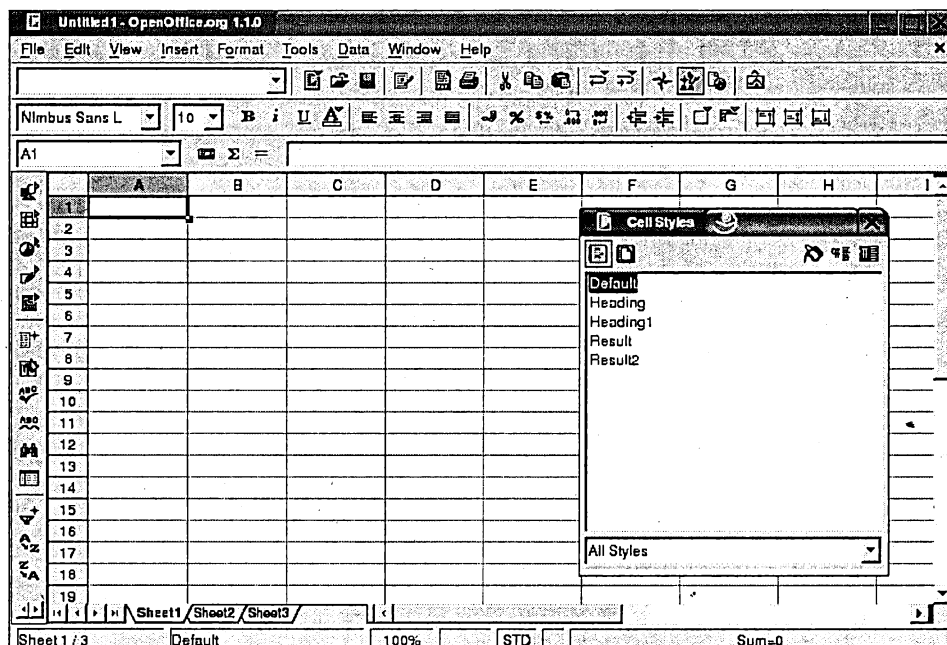 Untitled1 - OpenOffice.org 1.1.0
File Edit View Insert Format Tools Data Window Help
Nimbus Sans L 10 B i U A
A1 Σ =
A B C D E F G H I
1
2
3
4
5
6
7
8
9
10
11
12
13
14
15
16
17
18
19
Cell Styles
Default
Heading
Heading1
Result
Result2
All Styles
Sheet1 Sheet2 Sheet3
Sheet 1 / 3 Default 100% STD Sum=0